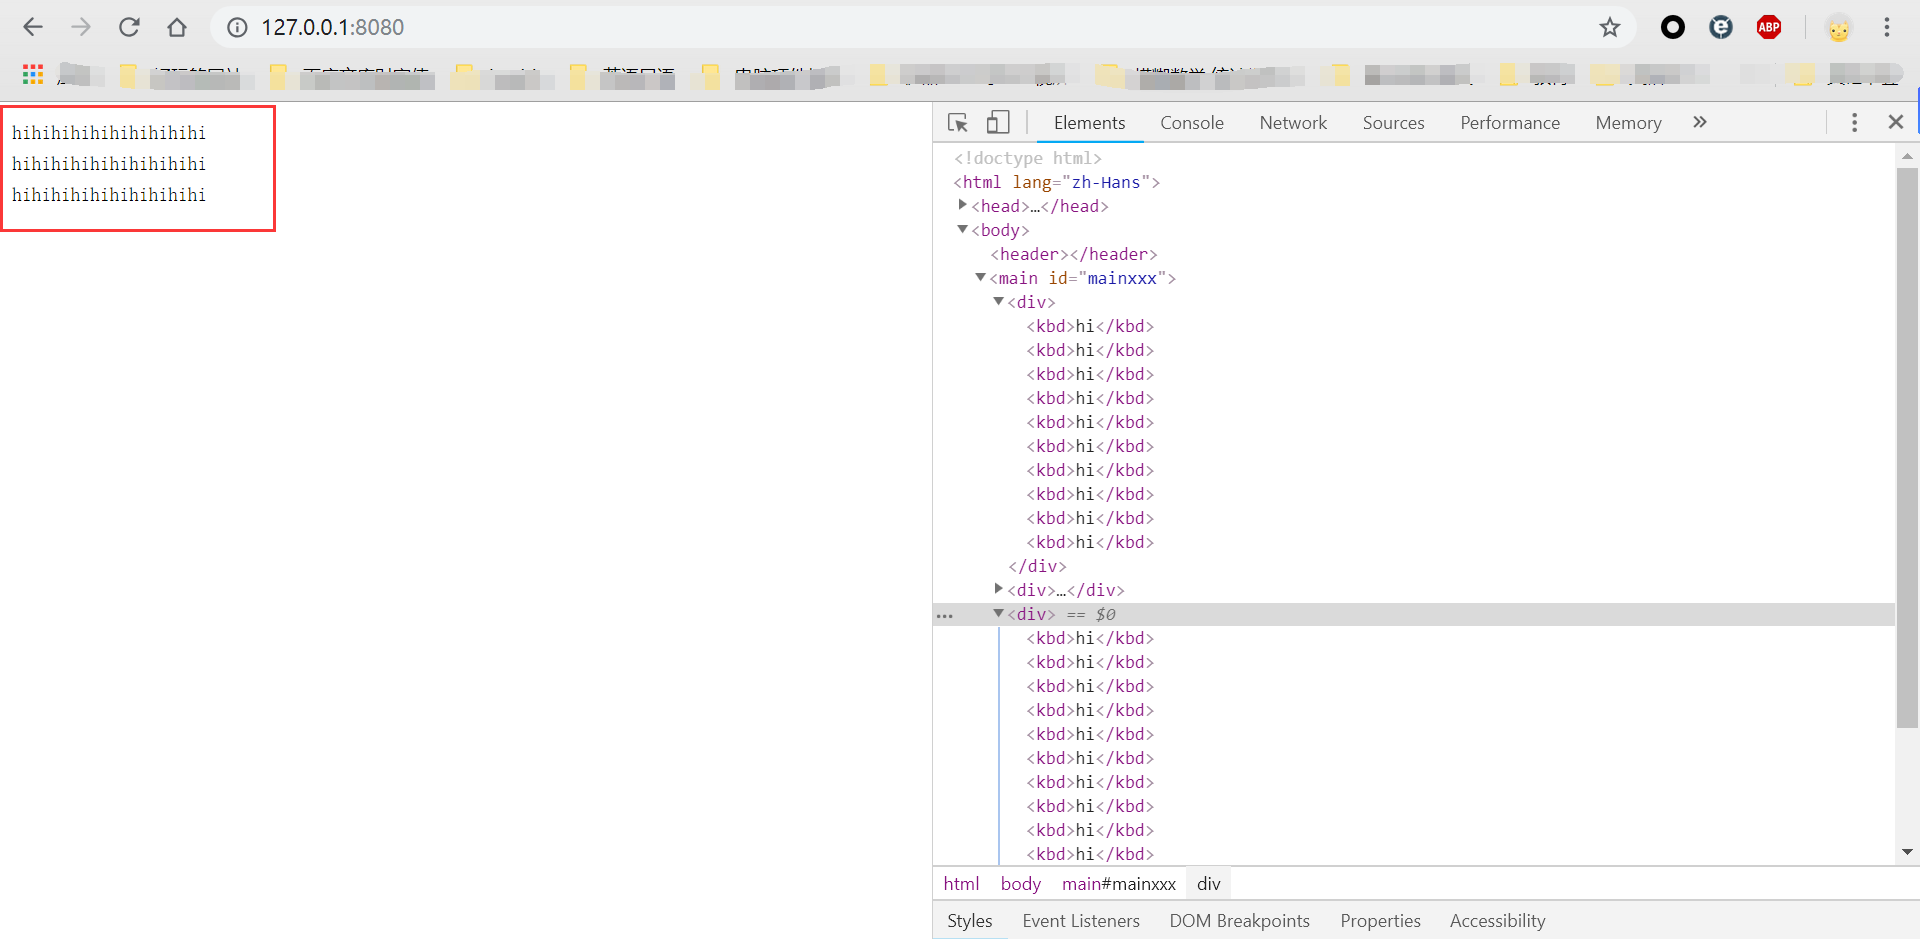 127.0.0.1:8080
ABP
hihihihihihihihihihi
hihihihihihihihihihi
hihihihihihihihihihi
Elements Console Network Sources Performance Memory »
<!doctype html>
<html lang="zh-Hans">
<head>…</head>
<body>
<header></header>
<main id="mainxxx">
<div>
<kbd>hi</kbd>
<kbd>hi</kbd>
<kbd>hi</kbd>
<kbd>hi</kbd>
<kbd>hi</kbd>
<kbd>hi</kbd>
<kbd>hi</kbd>
<kbd>hi</kbd>
<kbd>hi</kbd>
<kbd>hi</kbd>
</div>
<div>…</div>
<div> == $0
<kbd>hi</kbd>
<kbd>hi</kbd>
<kbd>hi</kbd>
<kbd>hi</kbd>
<kbd>hi</kbd>
<kbd>hi</kbd>
<kbd>hi</kbd>
<kbd>hi</kbd>
<kbd>hi</kbd>
<kbd>hi</kbd>
html body main#mainxxx div
Styles Event Listeners DOM Breakpoints Properties Accessibility